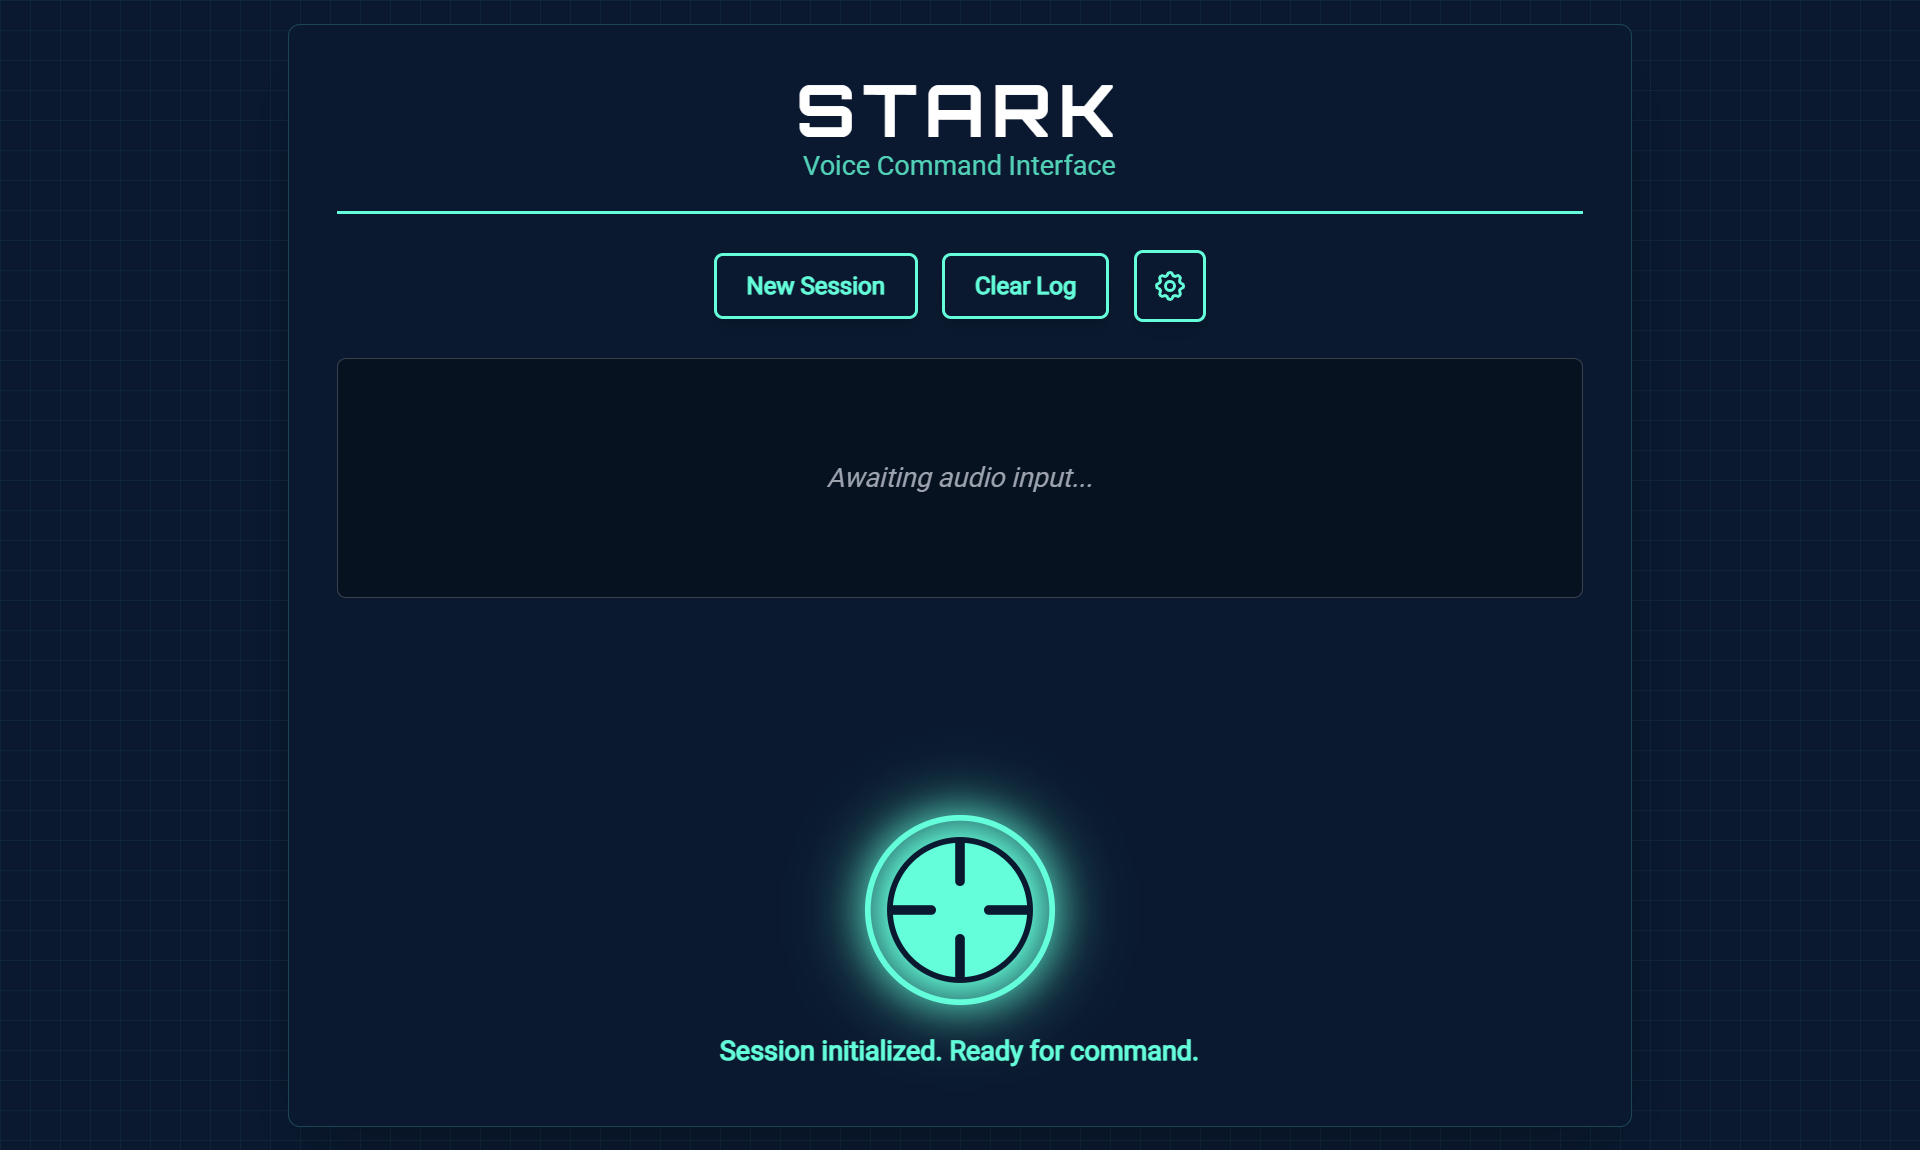 STARK
Voice Command Interface
New Session
Clear Log
Awaiting audio input...
Session initialized. Ready for command.